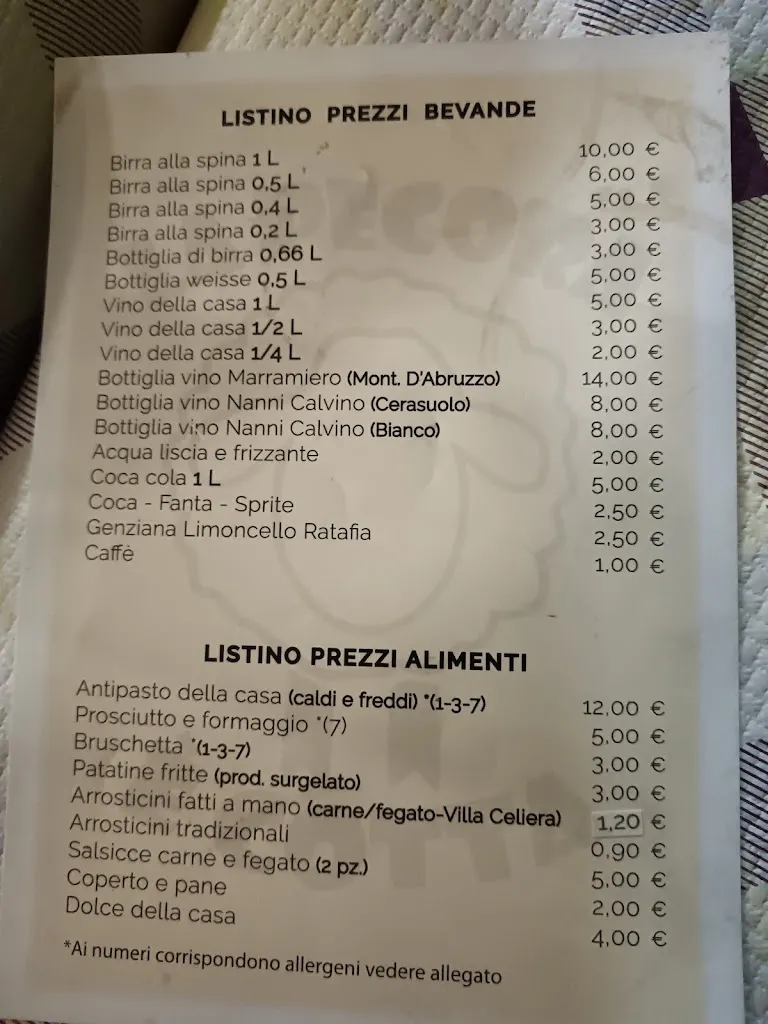 LISTINO PREZZI BEVANDE
Birra alla spina 1 L 10,00 €
Birra alla spina 0,5 L 6,00 €
Birra alla spina 0,4 L 5,00 €
Birra alla spina 0,2 L 3,00 €
Bottiglia di birra 0,66 L 3,00 €
Bottiglia weisse 0,5 L 5,00 €
Vino della casa 1 L 5,00 €
Vino della casa 1/2 L 3,00 €
Vino della casa 1/4 L 2,00 €
Bottiglia vino Marramiero (Mont. D'Abruzzo) 14,00 €
Bottiglia vino Nanni Calvino (Cerasuolo) 8,00 €
Bottiglia vino Nanni Calvino (Bianco) 8,00 €
Acqua liscia e frizzante 2,00 €
Coca cola 1 L 5,00 €
Coca - Fanta - Sprite 2,50 €
Genziana Limoncello Ratafia 2,50 €
Caffè 1,00 €
LISTINO PREZZI ALIMENTI
Antipasto della casa (caldi e freddi) *(1-3-7) 12,00 €
Prosciutto e formaggio *(7) 5,00 €
Bruschetta *(1-3-7) 3,00 €
Patatine fritte (prod. surgelato) 3,00 €
Arrosticini fatti a mano (carne/fegato-Villa Celiera) 1,20 €
Arrosticini tradizionali 0,90 €
Salsicce carne e fegato (2 pz.) 5,00 €
Coperto e pane 2,00 €
Dolce della casa 4,00 €
*Ai numeri corrispondono allergeni vedere allegato